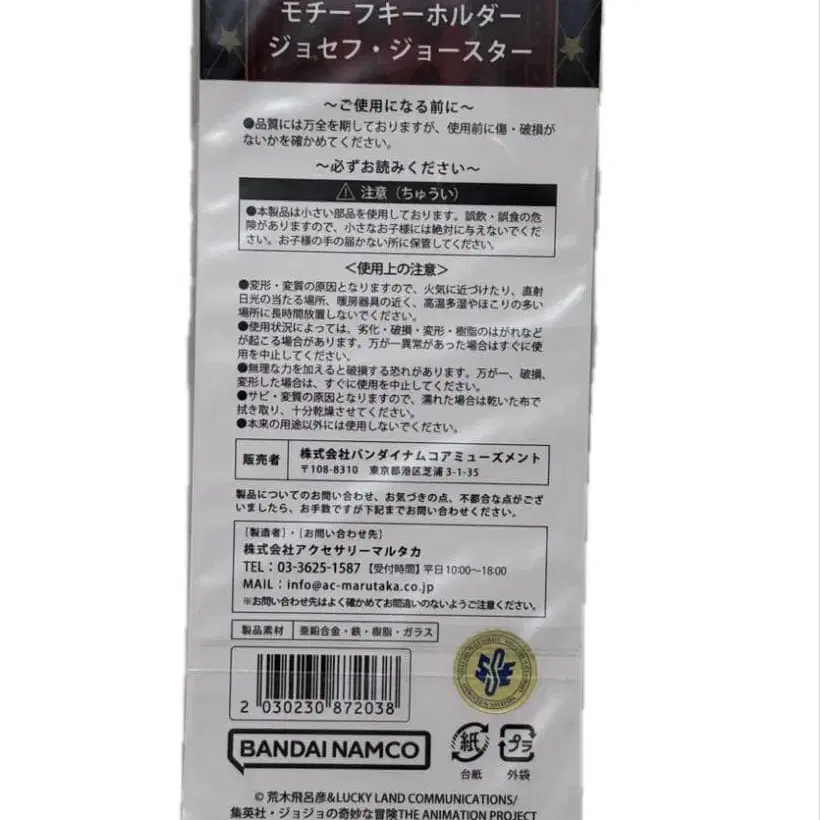 モチーフキーホルダー
ジョセフ・ジョースター
～ご使用になる前に～
●品質には万全を期しておりますが、使用前に傷・破損が
ないかを確かめてください。
～必ずお読みください～
⚠ 注意（ちゅうい）
●本製品は小さい部品を使用しております。誤飲・誤食の危
険がありますので、小さなお子様には絶対に与えないでくだ
さい。お子様の手の届かない所に保管してください。
＜使用上の注意＞
●変形・変質の原因となりますので、火気に近づけたり、直射
日光の当たる場所、暖房器具の近く、高温多湿やほこりの多い
場所に長時間放置しないでください。
●使用状況によっては、劣化・破損・変形・樹脂のはがれなど
が起こる場合があります。万が一異常があった場合はすぐに使
用を中止してください。
●無理な力を加えると破損する恐れがあります。万が一、破損、
変形した場合は、すぐに使用を中止してください。
●サビ・変質の原因となりますので、濡れた場合は乾いた布で
拭き取り、十分乾燥させてください。
●本来の用途以外には使用しないでください。
販売者 株式会社バンダイナムコアミューズメント
〒108-8310 東京都港区芝浦3-1-35
製品についてのお問い合わせ、お気づきの点、不都合な点がござ
いましたら、お手数ですが下記までお問い合わせください。
［製造者］・［お問い合わせ先］
株式会社アクセサリーマルタカ
TEL：03-3625-1587【受付時間】平日10:00～18:00
MAIL：info@ac-marutaka.co.jp
※お問い合わせ先はよく確かめてお間違いのないようご注意ください。
製品素材 亜鉛合金・鉄・樹脂・ガラス
2 030230 872038
BANDAI NAMCO
紙 プラ
台紙 外袋
© 荒木飛呂彦&LUCKY LAND COMMUNICATIONS/
集英社・ジョジョの奇妙な冒険THE ANIMATION PROJECT